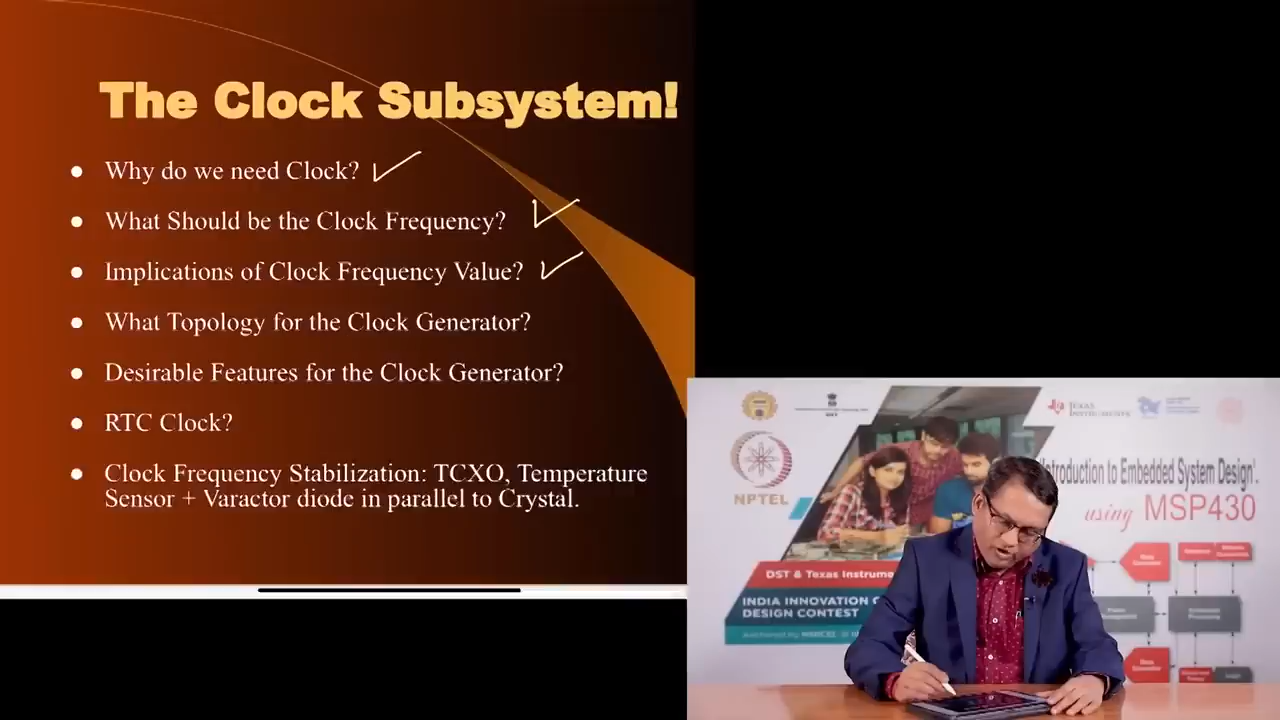 The Clock Subsystem!
Why do we need Clock?
What Should be the Clock Frequency?
Implications of Clock Frequency Value?
What Topology for the Clock Generator?
Desirable Features for the Clock Generator?
RTC Clock?
Clock Frequency Stabilization: TCXO, Temperature
Sensor + Varactor diode in parallel to Crystal.
TEXAS
INSTRUMENTS
NPTEL
'Introduction to Embedded System Design'
using MSP430
DST & Texas Instrume
INDIA INNOVATION C
DESIGN CONTEST